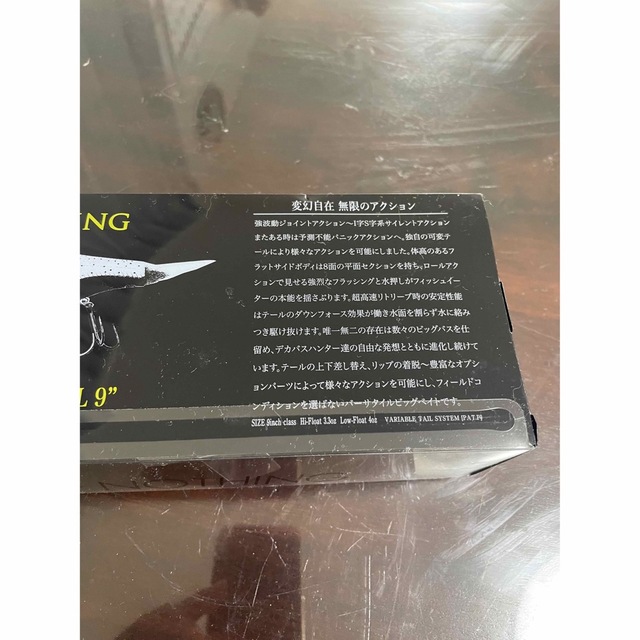 ING
L 9”
変幻自在 無限のアクション
強波動ジョイントアクション〜I字S字系サイレントアクション
またある時は予測不能パニックアクションへ。独自の可変テ
ールにより様々なアクションを可能にしました。体高のあるフ
ラットサイドボディは8面の平面セクションを持ち。ロールアク
ションで見せる強烈なフラッシングと水押しがフィッシュイー
ターの本能を揺さぶります。超高速リトリーブ時の安定性能
はテールのダウンフォース効果が働き水面を割らず水に絡み
つき駆け抜けます。唯一無二の存在は数々のビッグバスを仕
留め、デカバスハンター達の自由な発想とともに進化し続け
ています。テールの上下差し替え、リップの着脱〜豊富なオプシ
ョンパーツによって様々なアクションを可能にし、フィールドコ
ンディションを選ばないバーサタイルビッグベイトです。
SIZE 9inch class Hi-Float 3.3oz Low-Float 4oz VARIABLE TAIL SYSTEM [PAT.P]
NOTHING